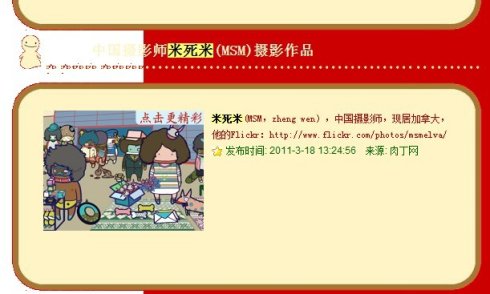 中国摄影师米死米(MSM)摄影作品
点击更精彩
米死米(MSM，zheng wen) ，中国摄影师，现居加拿大，
他的Flickr：http://www.flickr.com/photos/msmelva/
发布时间: 2011-3-18 13:24:56 来源: 肉丁网